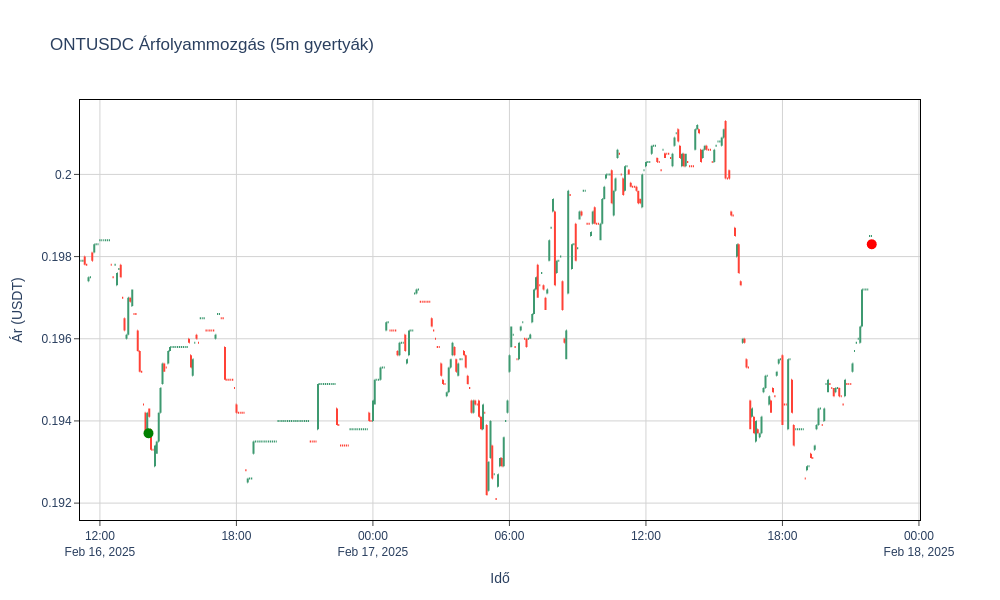 ONTUSDC Árfolyammozgás (5m gyertyák)
Ár (USDT)
0.2
0.198
0.196
0.194
0.192
12:00
Feb 16, 2025
18:00
00:00
Feb 17, 2025
06:00
12:00
18:00
00:00
Feb 18, 2025
Idő